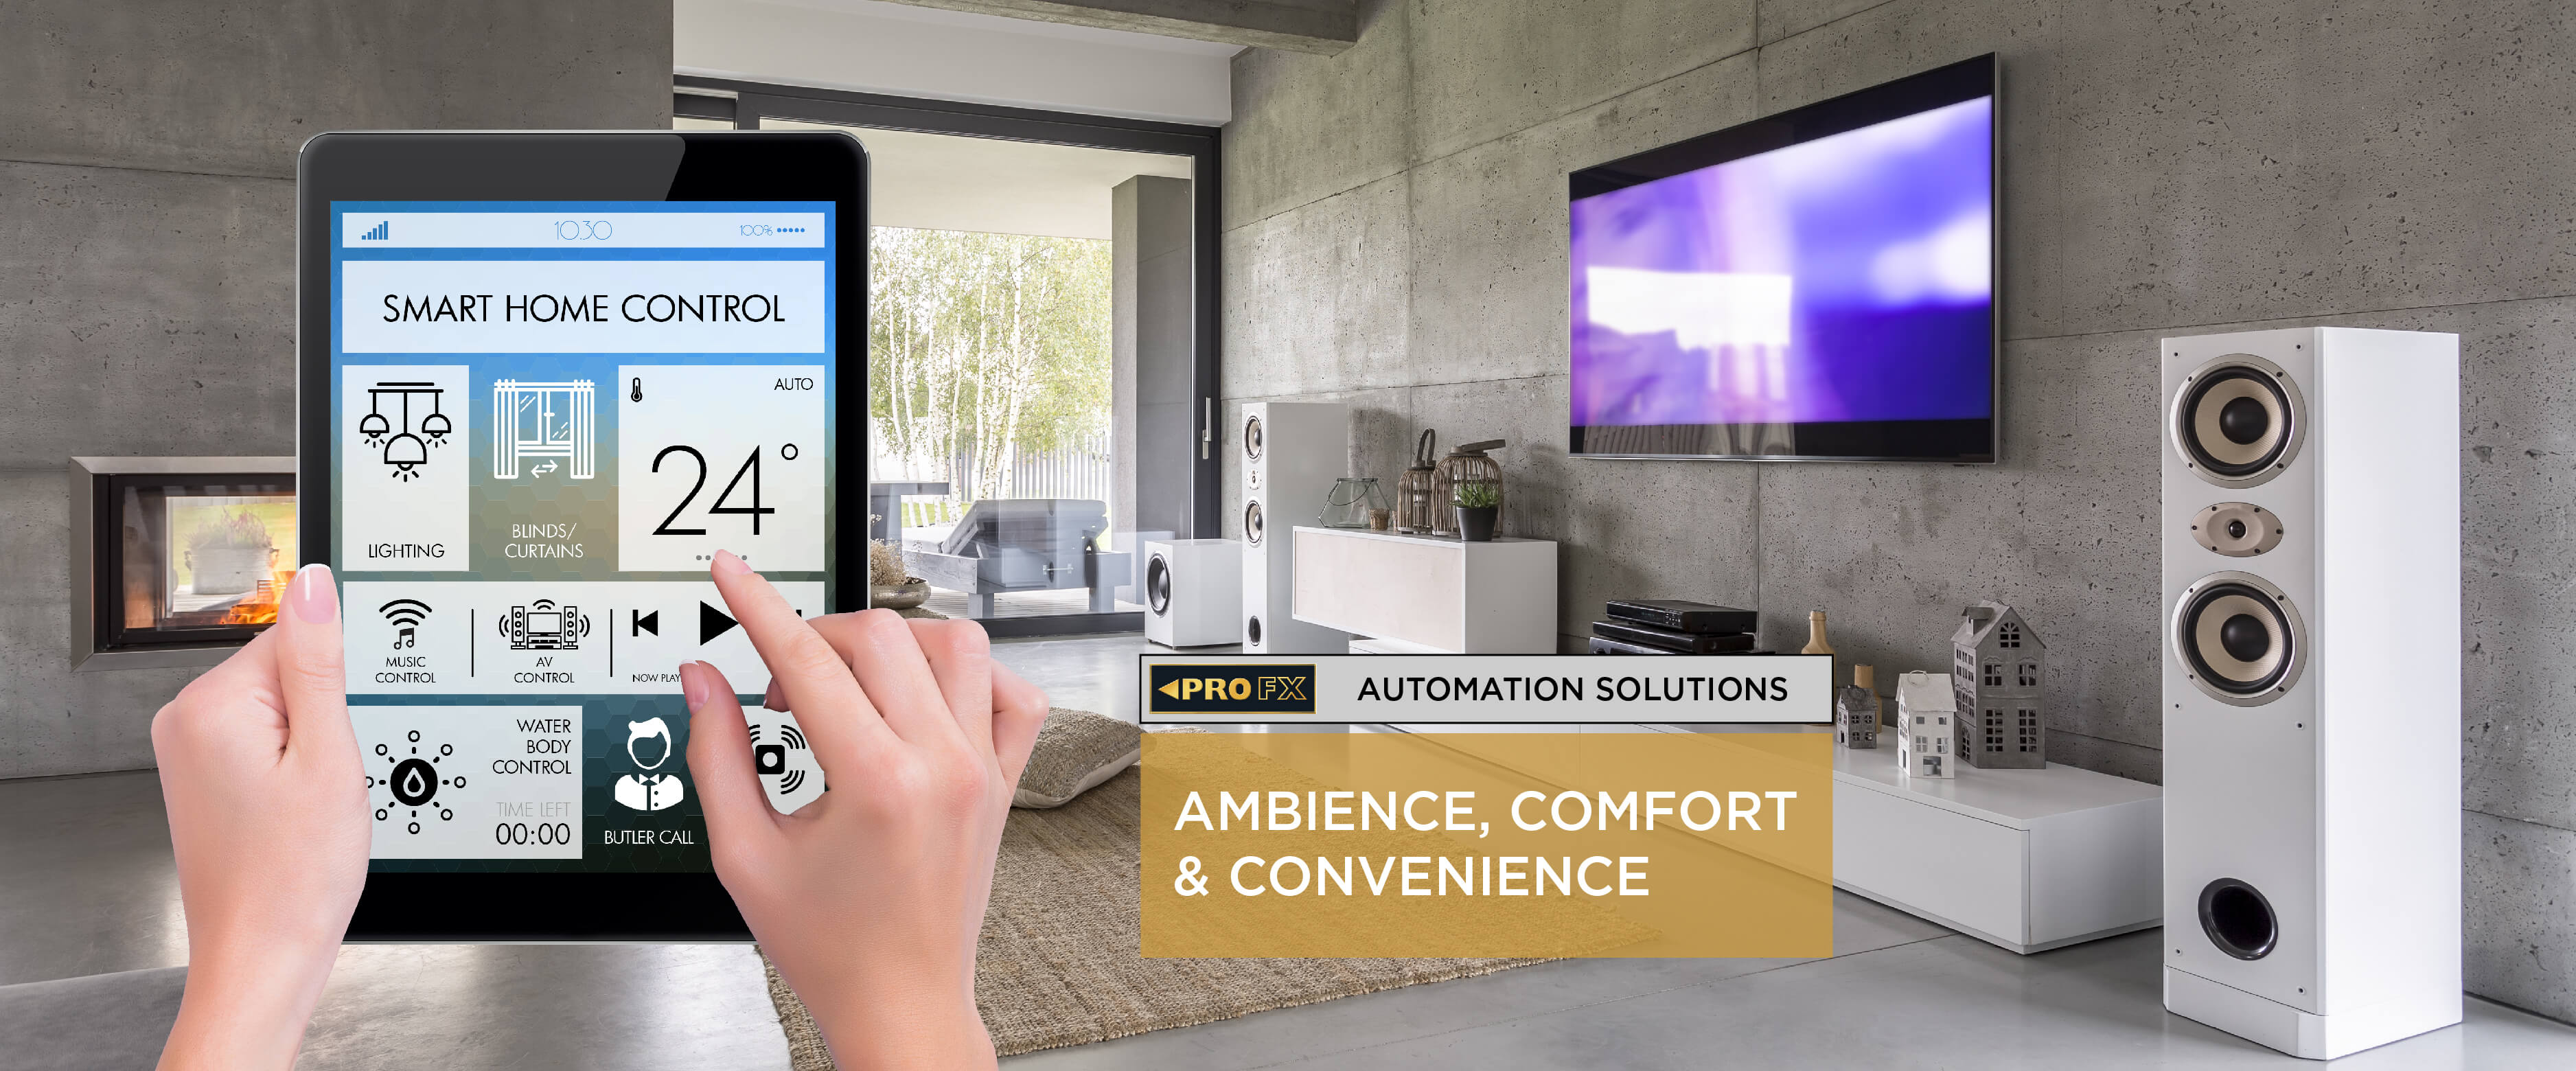 1030
100%
SMART HOME CONTROL
AUTO
24°
LIGHTING
BLINDS/
CURTAINS
MUSIC
CONTROL
AV
CONTROL
NOW PLAY
WATER
BODY
CONTROL
TIME LEFT
00:00
BUTLER CALL
PRO FX
AUTOMATION SOLUTIONS
AMBIENCE, COMFORT
& CONVENIENCE